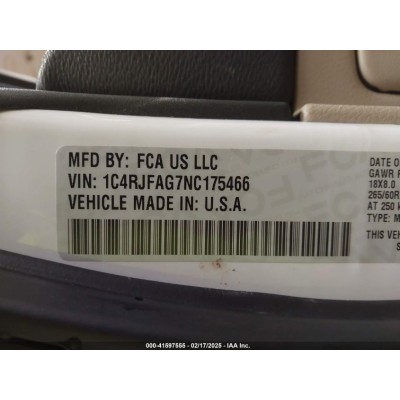 MFD BY: FCA US LLC
VIN: 1C4RJFAG7NC175466
VEHICLE MADE IN: U.S.A.
DATE O
GAWR F
18X8.0
265/60R
AT 250 k
TYPE: M
THIS VEH
S
000-41597555 - 02/17/2025 - IAA Inc.